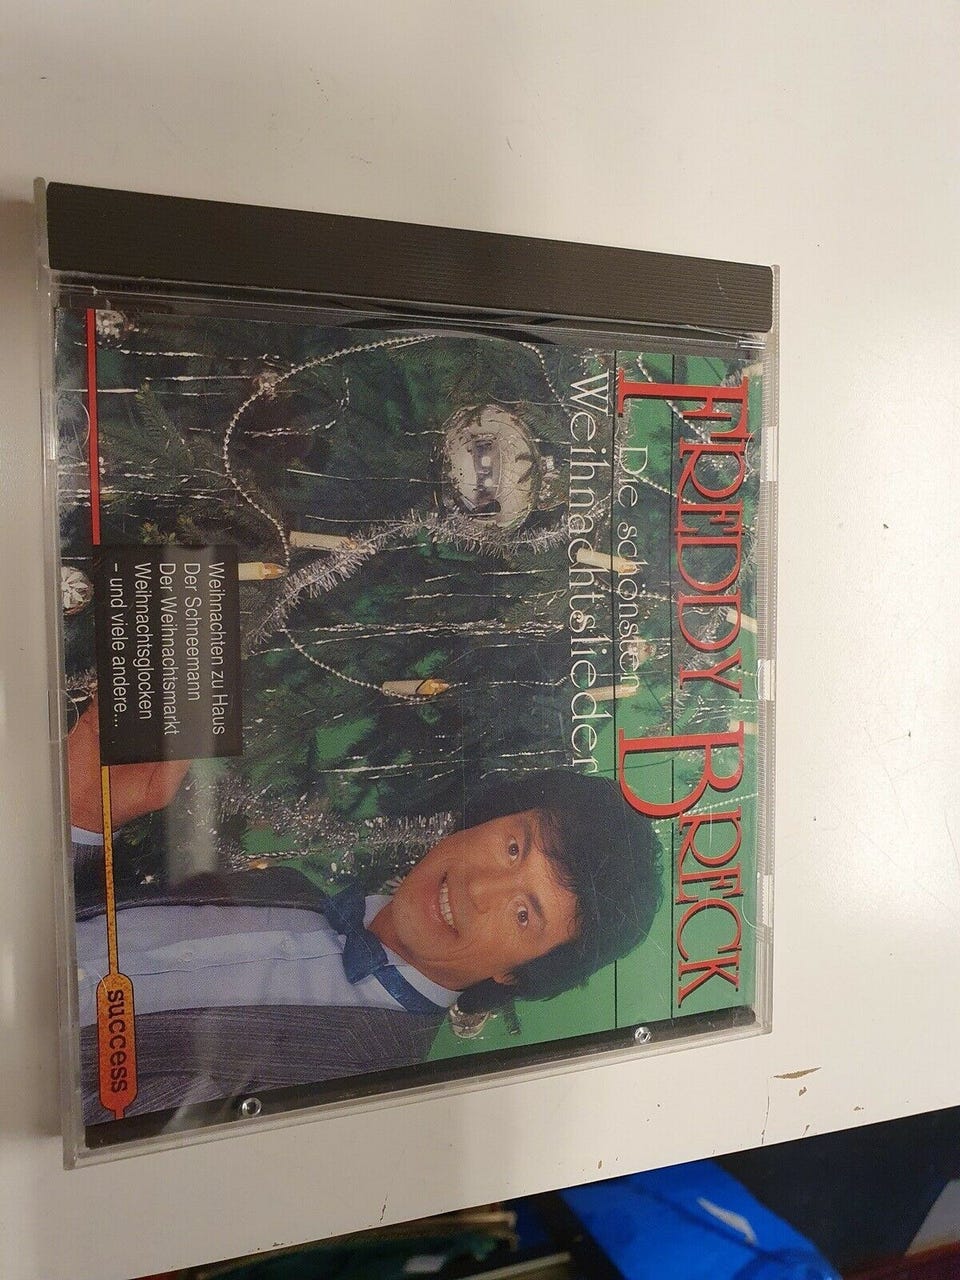 FREDDY BRECK
Die schönsten
Weihnachtslieder
Weihnachten zu Haus
Der Schneemann
Der Weihnachtsmarkt
Weihnachtsglocken
– und viele andere...
success